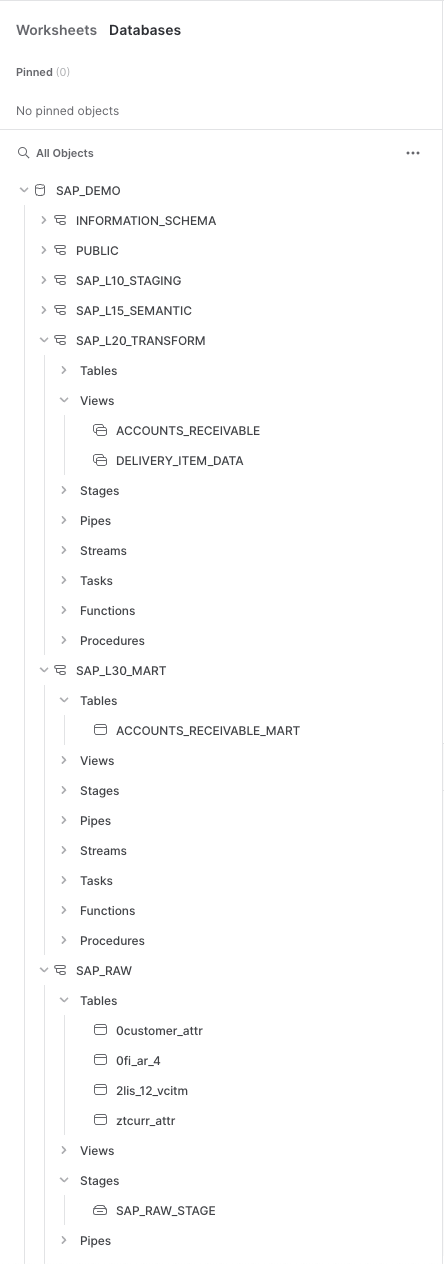 Worksheets Databases
Pinned (0)
No pinned objects
All Objects
SAP_DEMO
INFORMATION_SCHEMA
PUBLIC
SAP_L10_STAGING
SAP_L15_SEMANTIC
SAP_L20_TRANSFORM
Tables
Views
ACCOUNTS_RECEIVABLE
DELIVERY_ITEM_DATA
Stages
Pipes
Streams
Tasks
Functions
Procedures
SAP_L30_MART
Tables
ACCOUNTS_RECEIVABLE_MART
Views
Stages
Pipes
Streams
Tasks
Functions
Procedures
SAP_RAW
Tables
0customer_attr
0fi_ar_4
2lis_12_vcitm
ztcurr_attr
Views
Stages
SAP_RAW_STAGE
Pipes